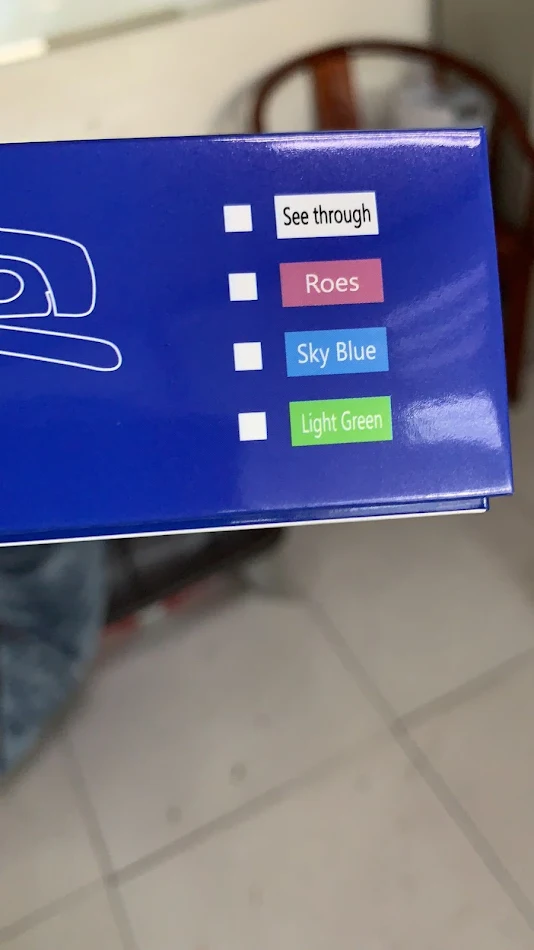 See through
Roes
Sky Blue
Light Green